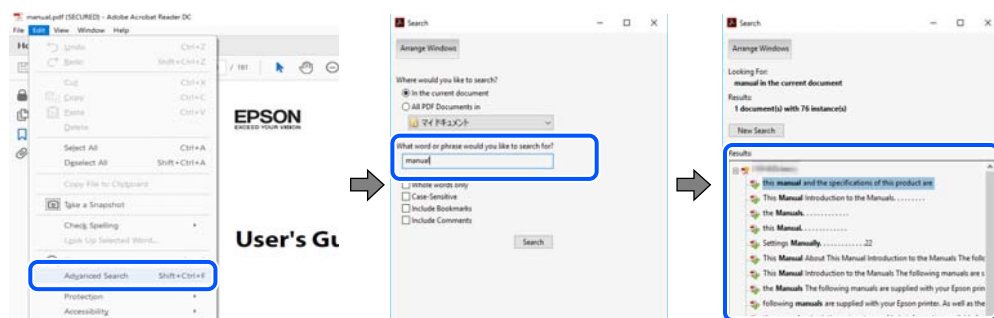 manual.pdf (SECURED) - Adobe Acrobat Reader DC
File Edit View Window Help
Undo Ctrl+Z
Redo Shift+Ctrl+Z
Cut Ctrl+X
Copy Ctrl+C
Paste Ctrl+V
Delete
Select All Ctrl+A
Deselect All Shift+Ctrl+A
Copy File to Clipboard
Take a Snapshot
Check Spelling
Look Up Selected Word...
Advanced Search Shift+Ctrl+F
Protection
Accessibility
/ 181
EPSON
EXCEED YOUR VISION
User's Gu
Search
Arrange Windows
Where would you like to search?
In the current document
All PDF Documents in
マイ ドキュメント
What word or phrase would you like to search for?
manual
Whole words only
Case-Sensitive
Include Bookmarks
Include Comments
Search
Search
Arrange Windows
Looking For:
manual in the current document
Results:
1 document(s) with 76 instance(s)
New Search
Results:
this manual and the specifications of this product are
This Manual Introduction to the Manuals. . . . . . . . .
the Manuals. . . . . . . . . . . .
this Manual. . . . . . . . . . . .
Settings Manually. . . . . . . . . . . .22
This Manual About This Manual Introduction to the Manuals The follo
This Manual Introduction to the Manuals The following manuals are s
the Manuals The following manuals are supplied with your Epson prin
following manuals are supplied with your Epson printer. As well as the